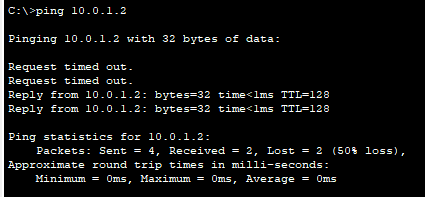 C:\>ping 10.0.1.2
Pinging 10.0.1.2 with 32 bytes of data:
Request timed out.
Request timed out.
Reply from 10.0.1.2: bytes=32 time<1ms TTL=128
Reply from 10.0.1.2: bytes=32 time<1ms TTL=128
Ping statistics for 10.0.1.2:
    Packets: Sent = 4, Received = 2, Lost = 2 (50% loss),
Approximate round trip times in milli-seconds:
    Minimum = 0ms, Maximum = 0ms, Average = 0ms